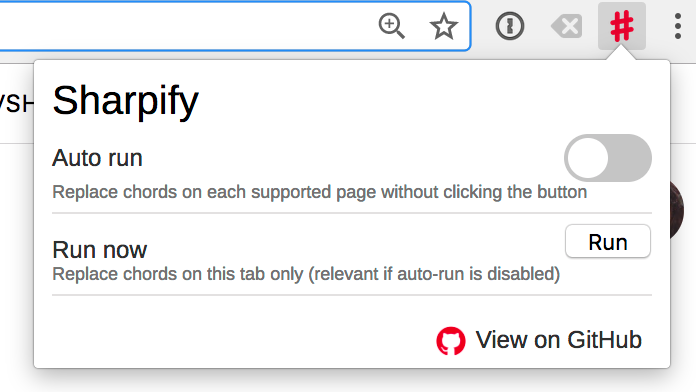 /SH
Sharpify
Auto run
Replace chords on each supported page without clicking the button
Run now
Run
Replace chords on this tab only (relevant if auto-run is disabled)
View on GitHub